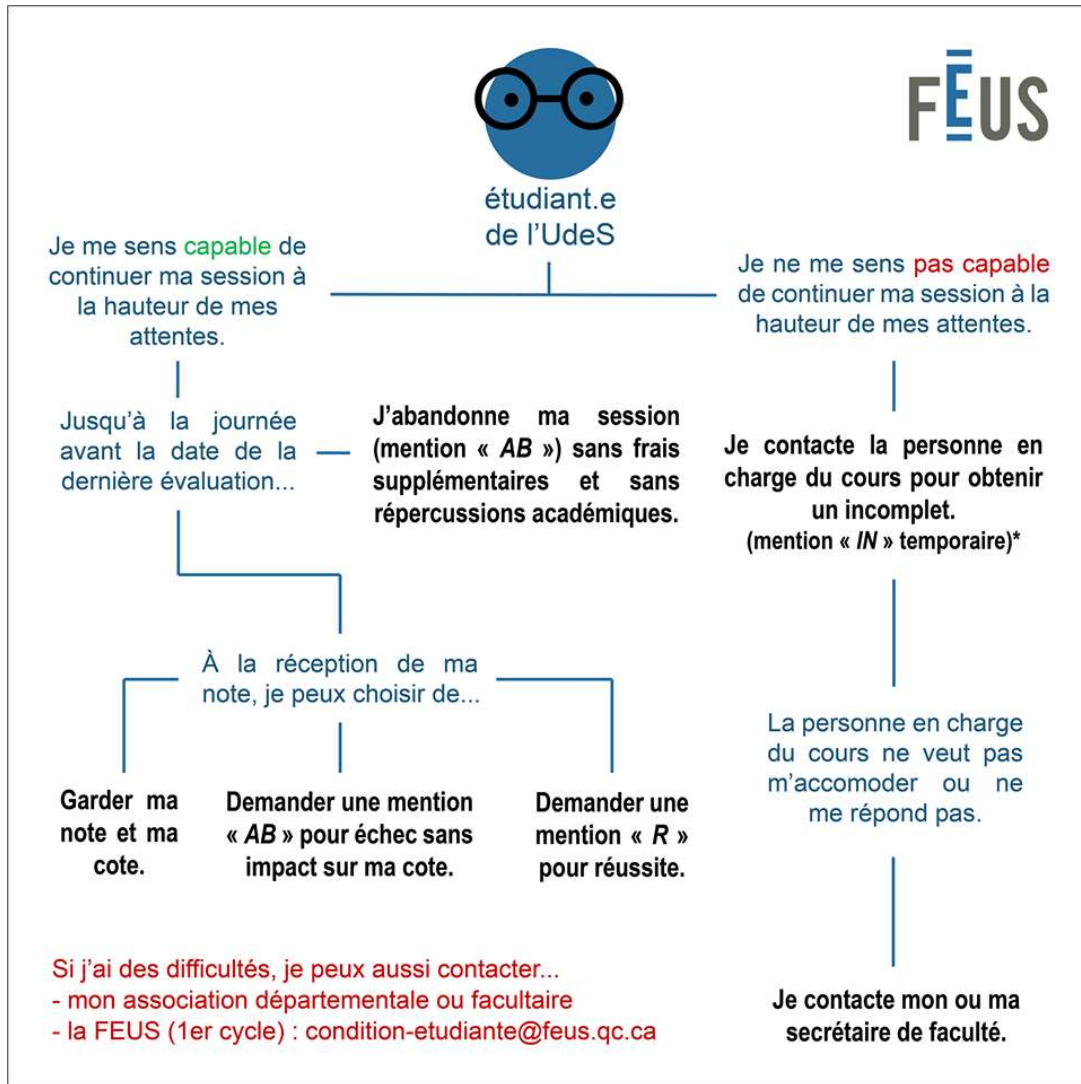 FÉUS
étudiant.e
de l'UdeS
Je me sens capable de
continuer ma session à
la hauteur de mes
attentes.
Je ne me sens pas capable
de continuer ma session à la
hauteur de mes attentes.
Jusqu'à la journée
avant la date de la
dernière évaluation...
J'abandonne ma session
(mention « AB ») sans frais
supplémentaires et sans
répercussions académiques.
Je contacte la personne en
charge du cours pour obtenir
un incomplet.
(mention « IN » temporaire)*
À la réception de ma
note, je peux choisir de...
Garder ma
note et ma
cote.
Demander une mention
« AB » pour échec sans
impact sur ma cote.
Demander une
mention « R »
pour réussite.
La personne en charge
du cours ne veut pas
m'accomoder ou ne
me répond pas.
Je contacte mon ou ma
secrétaire de faculté.
Si j'ai des difficultés, je peux aussi contacter...
- mon association départementale ou facultaire
- la FEUS (1er cycle) : condition-etudiante@feus.qc.ca